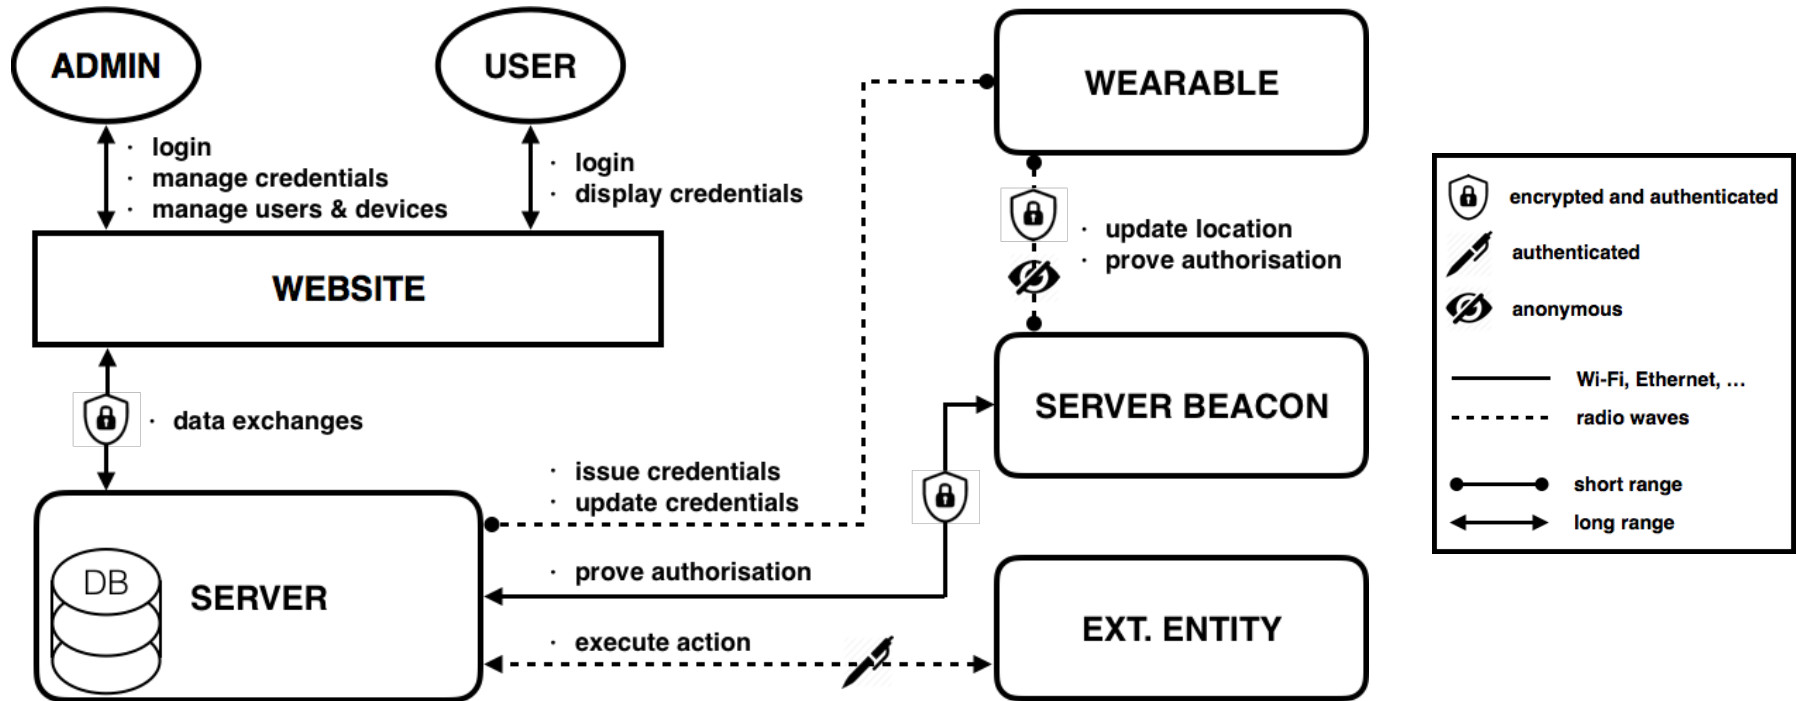 ADMIN
USER
WEARABLE
· login
· manage credentials
· manage users & devices
· login
· display credentials
encrypted and authenticated
authenticated
anonymous
Wi-Fi, Ethernet, ...
radio waves
short range
long range
· update location
· prove authorisation
WEBSITE
SERVER BEACON
· data exchanges
· issue credentials
· update credentials
· prove authorisation
DB
SERVER
· execute action
EXT. ENTITY